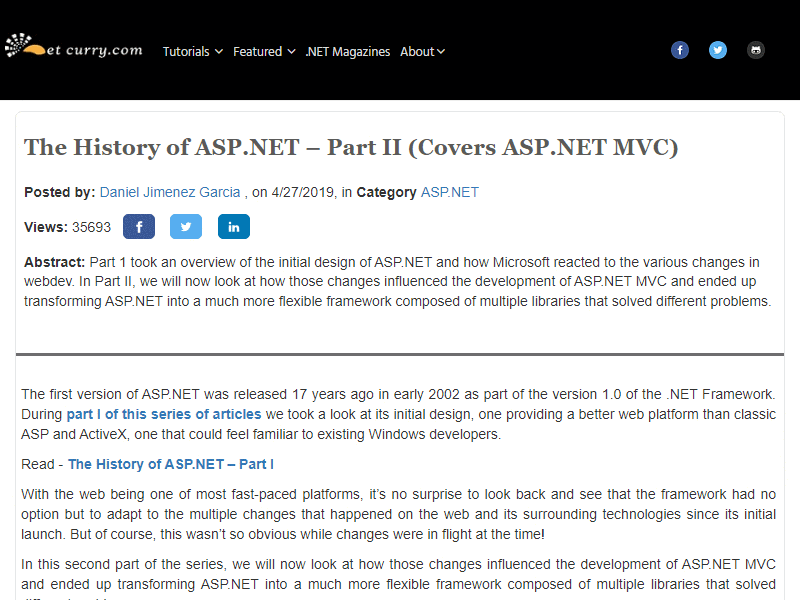 et curry.com
Tutorials
Featured
.NET Magazines
About
The History of ASP.NET – Part II (Covers ASP.NET MVC)
Posted by: Daniel Jimenez Garcia , on 4/27/2019, in Category ASP.NET
Views: 35693
Abstract: Part 1 took an overview of the initial design of ASP.NET and how Microsoft reacted to the various changes in
webdev. In Part II, we will now look at how those changes influenced the development of ASP.NET MVC and ended up
transforming ASP.NET into a much more flexible framework composed of multiple libraries that solved different problems.
The first version of ASP.NET was released 17 years ago in early 2002 as part of the version 1.0 of the .NET Framework.
During part I of this series of articles we took a look at its initial design, one providing a better web platform than classic
ASP and ActiveX, one that could feel familiar to existing Windows developers.
Read - The History of ASP.NET – Part I
With the web being one of most fast-paced platforms, it’s no surprise to look back and see that the framework had no
option but to adapt to the multiple changes that happened on the web and its surrounding technologies since its initial
launch. But of course, this wasn’t so obvious while changes were in flight at the time!
In this second part of the series, we will now look at how those changes influenced the development of ASP.NET MVC
and ended up transforming ASP.NET into a much more flexible framework composed of multiple libraries that solved